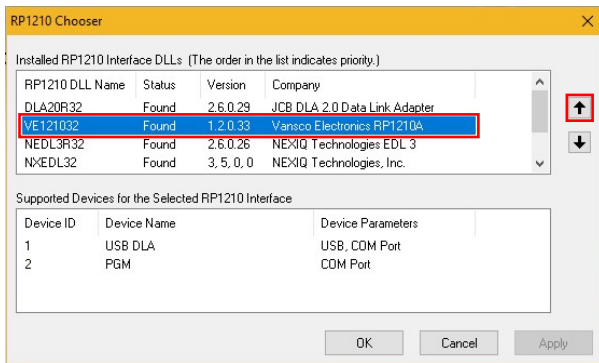 RP1210 Chooser
Installed RP1210 Interface DLLs (The order in the list indicates priority.)
RP1210 DLL Name Status Version Company
DLA20R32 Found 2.6.0.29 JCB DLA 2.0 Data Link Adapter
VE121032 Found 1.2.0.33 Vansco Electronics RP1210A
NEDL3R32 Found 2.6.0.26 NEXIQ Technologies EDL 3
NXEDL32 Found 3, 5, 0, 0 NEXIQ Technologies, Inc.
Supported Devices for the Selected RP1210 Interface
Device ID Device Name Device Parameters
1 USB DLA USB, COM Port
2 PGM COM Port
OK Cancel Apply